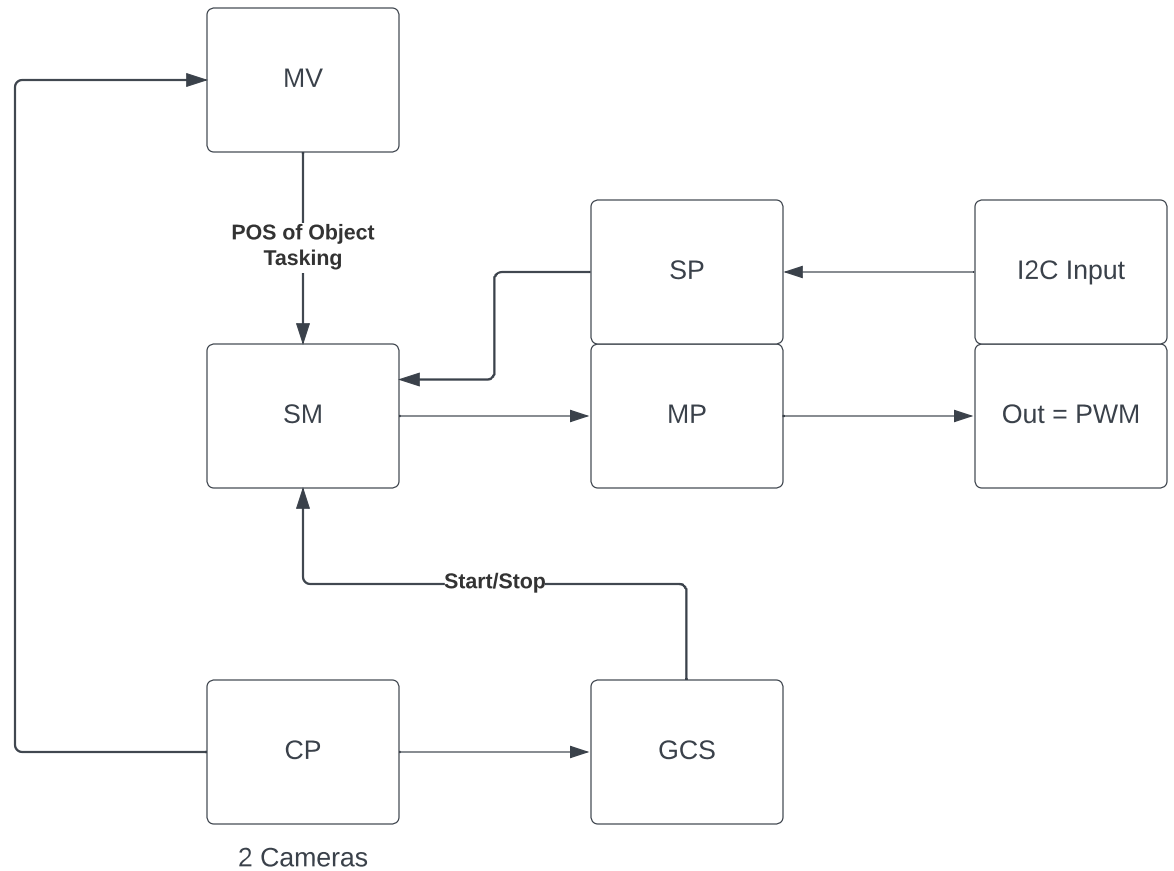 MV
POS of Object
Tasking
SP
I2C Input
SM
MP
Out = PWM
Start/Stop
CP
GCS
2 Cameras